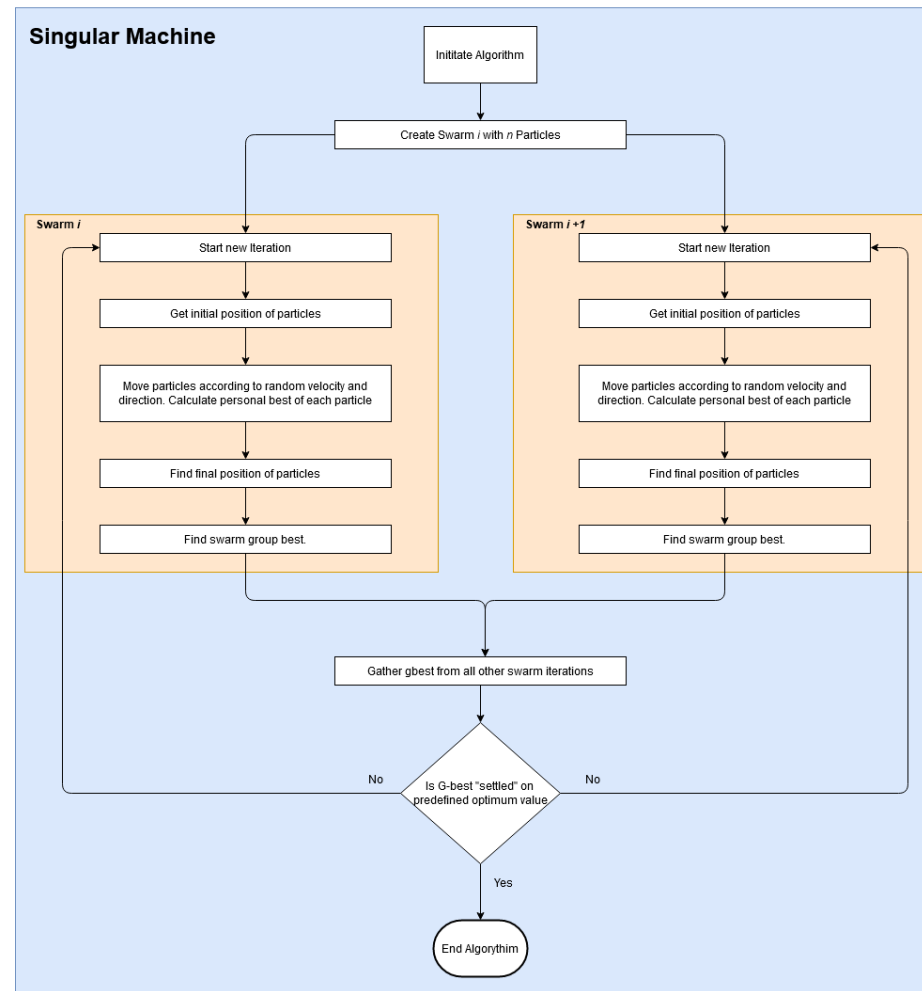 Singular Machine
Inititate Algorithm
Create Swarm i with n Particles
Swarm i
Start new Iteration
Get initial position of particles
Move particles according to random velocity and
direction. Calculate personal best of each particle
Find final position of particles
Find swarm group best.
Swarm i +1
Start new Iteration
Get initial position of particles
Move particles according to random velocity and
direction. Calculate personal best of each particle
Find final position of particles
Find swarm group best.
Gather gbest from all other swarm iterations
No
Is G-best "settled" on
predefined optimum value
No
Yes
End Algorythim